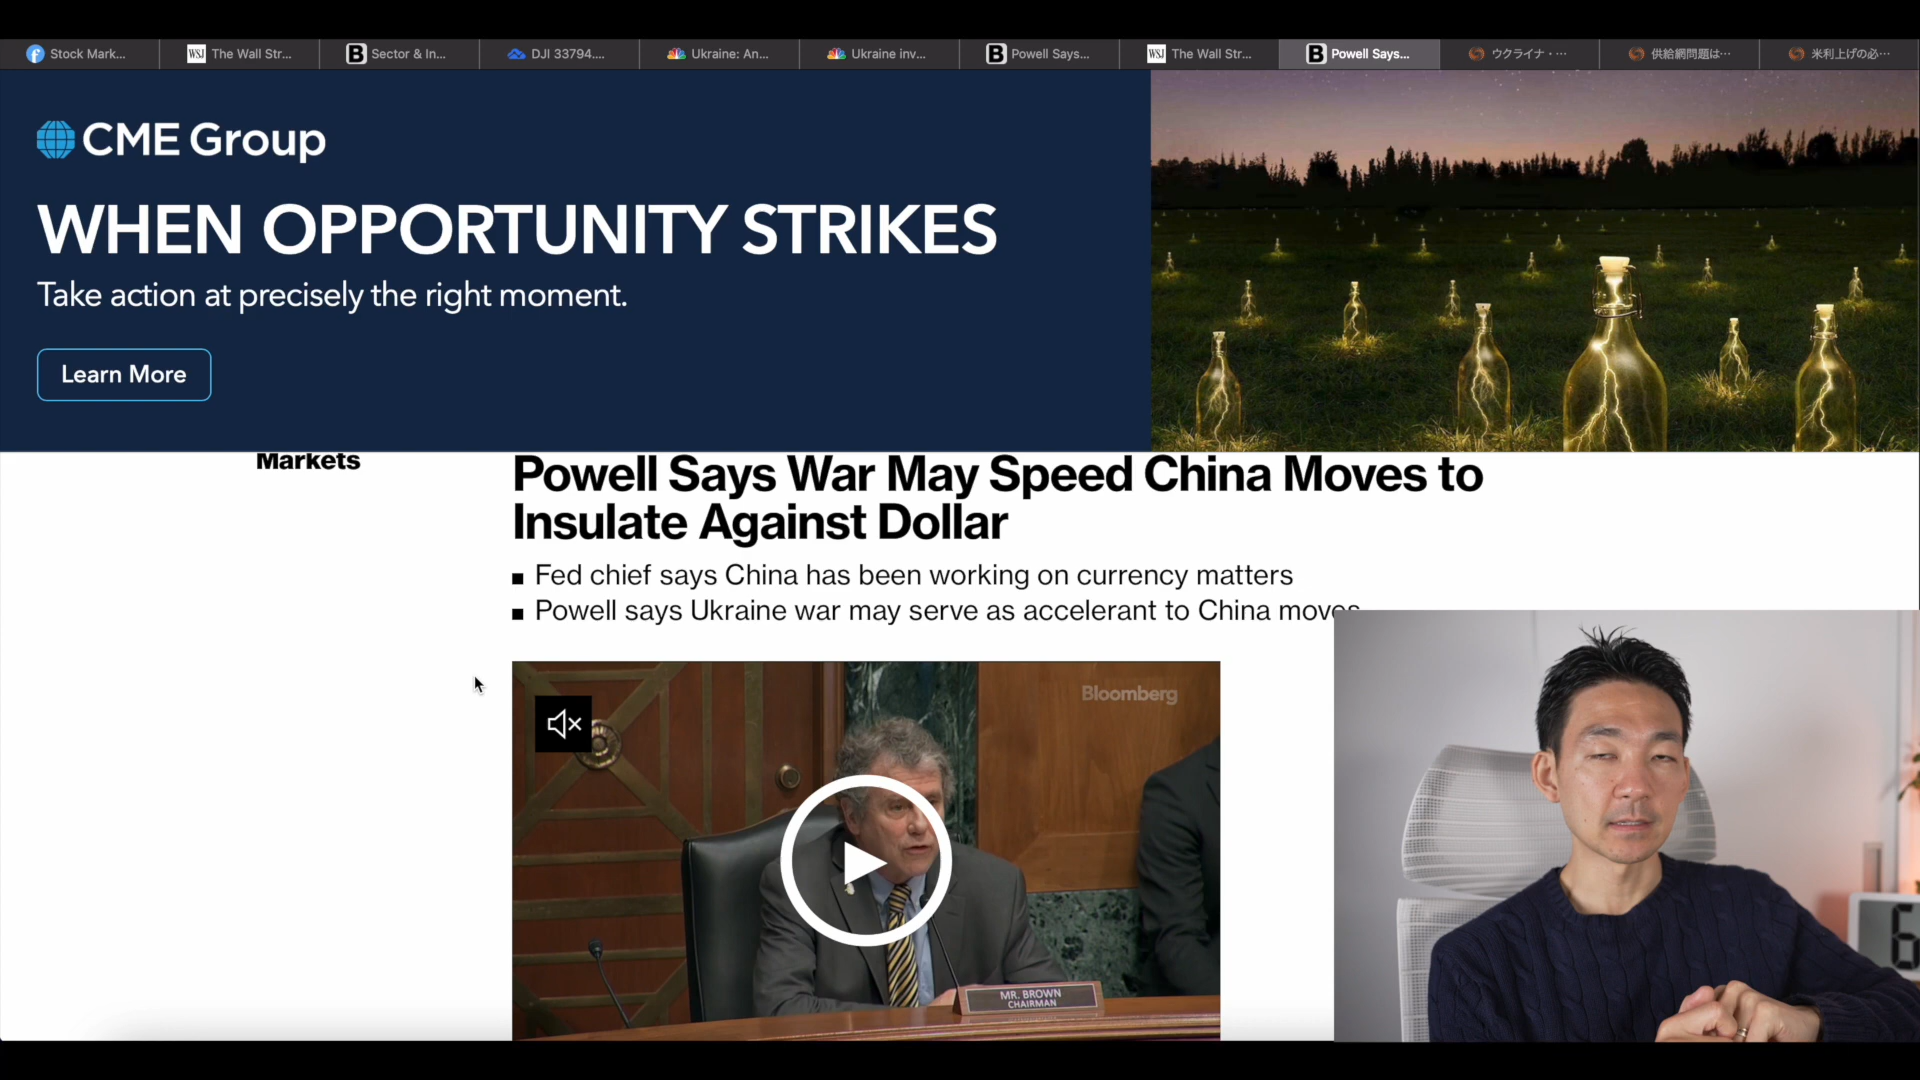 Stock Mark...
WSJ The Wall Str...
B Sector & In...
DJI 33794....
Ukraine: An...
Ukraine inv...
B Powell Says...
WSJ The Wall Str...
B Powell Says...
ウクライナ・…
供給網問題は…
米利上げの必…
CME Group
WHEN OPPORTUNITY STRIKES
Take action at precisely the right moment.
Learn More
Markets
Powell Says War May Speed China Moves to
Insulate Against Dollar
■ Fed chief says China has been working on currency matters
■ Powell says Ukraine war may serve as accelerant to China moves
Bloomberg
MR. BROWN
CHAIRMAN
6